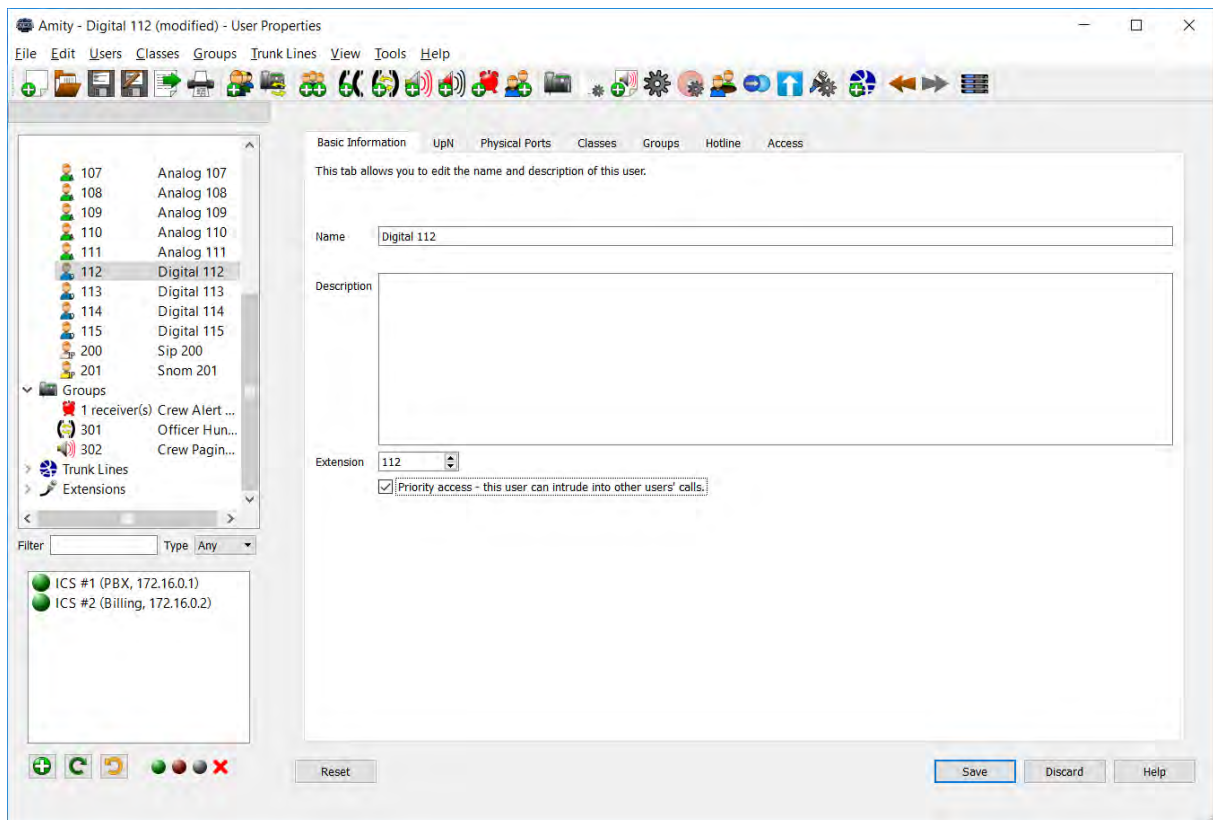 Amity - Digital 112 (modified) - User Properties
File Edit Users Classes Groups Trunk Lines View Tools Help
107 Analog 107
108 Analog 108
109 Analog 109
110 Analog 110
111 Analog 111
112 Digital 112
113 Digital 113
114 Digital 114
115 Digital 115
200 Sip 200
201 Snom 201
Groups
1 receiver(s) Crew Alert ...
301 Officer Hun...
302 Crew Pagin...
Trunk Lines
Extensions
Filter Type Any
ICS #1 (PBX, 172.16.0.1)
ICS #2 (Billing, 172.16.0.2)
Basic Information UpN Physical Ports Classes Groups Hotline Access
This tab allows you to edit the name and description of this user.
Name Digital 112
Description
Extension 112
Priority access - this user can intrude into other users' calls.
Reset Save Discard Help